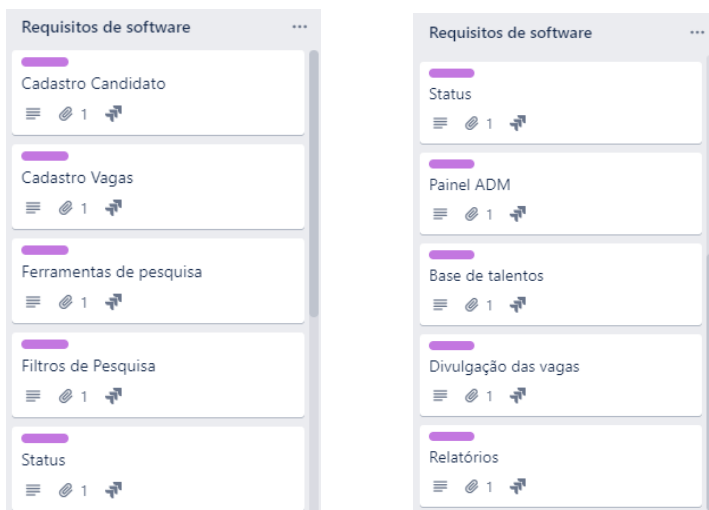 Requisitos de software
Cadastro Candidato
1
Cadastro Vagas
1
Ferramentas de pesquisa
1
Filtros de Pesquisa
1
Status
1
Requisitos de software
Status
1
Painel ADM
1
Base de talentos
1
Divulgação das vagas
1
Relatórios
1